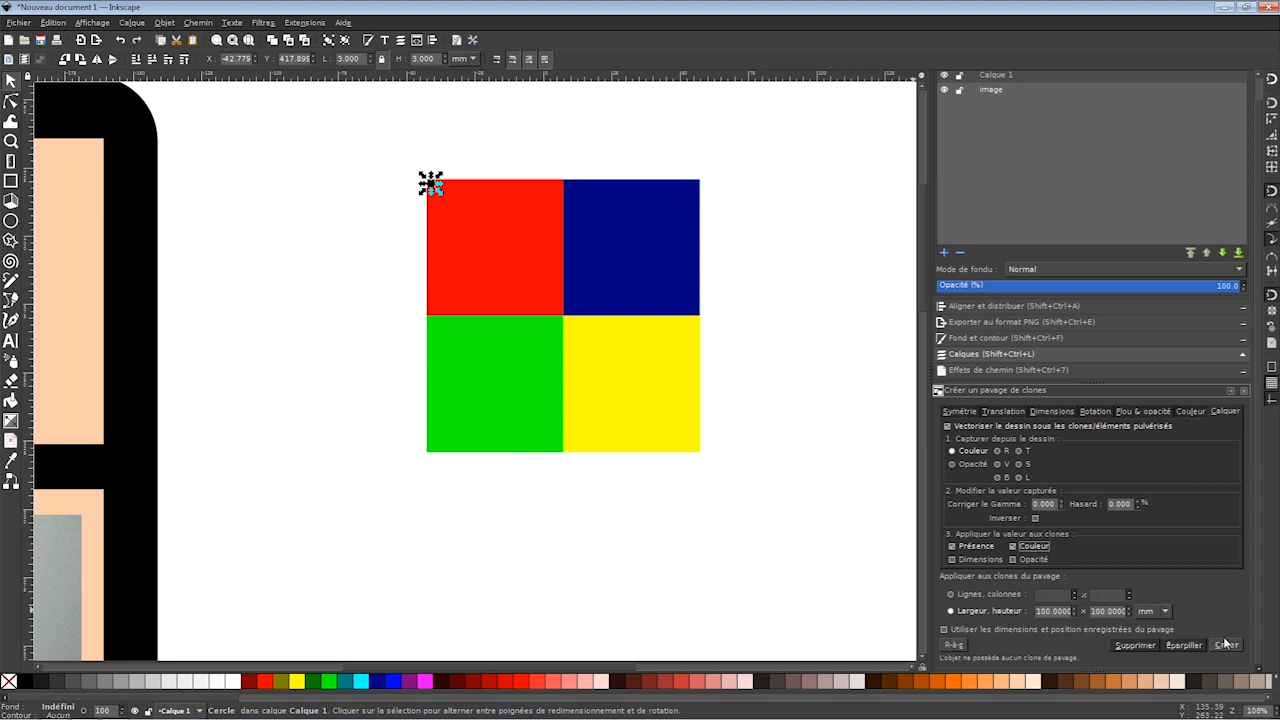 *Nouveau document 1 — Inkscape
Fichier Édition Affichage Calque Objet Chemin Texte Filtres Extensions Aide
X : -42.779 Y : 417.895 L : 3.000 H : 3.000 mm
Calque 1
image
Mode de fondu : Normal
Opacité (%) 100.0
Aligner et distribuer (Shift+Ctrl+A)
Exporter au format PNG (Shift+Ctrl+E)
Fond et contour (Shift+Ctrl+F)
Calques (Shift+Ctrl+L)
Effets de chemin (Shift+Ctrl+7)
Créer un pavage de clones
Symétrie Translation Dimensions Rotation Flou & opacité Couleur Calquer
Vectoriser le dessin sous les clones/éléments pulvérisés
1. Capturer depuis le dessin :
Couleur R T
Opacité V S
B L
2. Modifier la valeur capturée :
Corriger le Gamma : 0.000 Hasard : 0.000 %
Inverser :
3. Appliquer la valeur aux clones :
Présence Couleur
Dimensions Opacité
Appliquer aux clones du pavage :
Lignes, colonnes : ×
Largeur, hauteur : 100.0000 × 100.0000 mm
Utiliser les dimensions et position enregistrées du pavage
R-à-g Supprimer Éparpiller Créer
L'objet ne possède aucun clone de pavage.
Fond : Indéfini
Contour : Aucun
O : 100 •Calque 1 Cercle dans calque Calque 1. Cliquer sur la sélection pour alterner entre poignées de redimensionnement et de rotation.
X : 135.39
Y : 263.22
Z : 108%